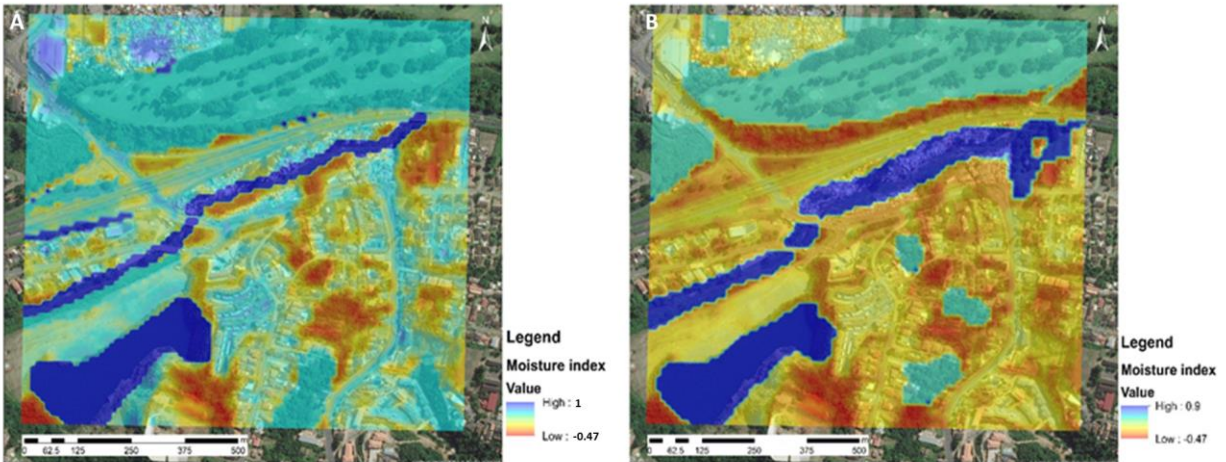 A
N
Legend
Moisture index
Value
High : 1
Low : -0.47
0 62.5 125 250 375 500 m
B
N
Legend
Moisture index
Value
High : 0.9
Low : -0.47
0 62.5 125 250 375 500 m